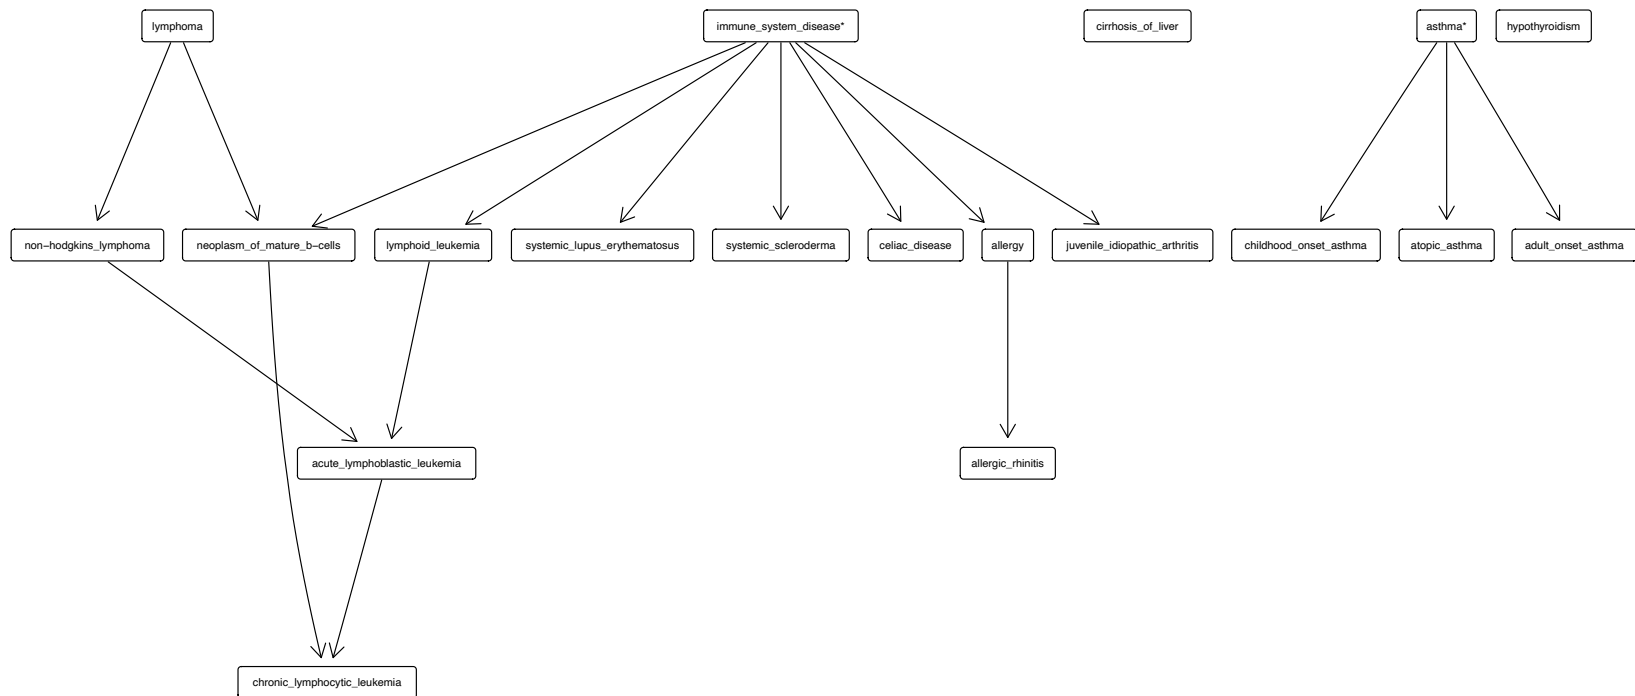 lymphoma
immune_system_disease*
cirrhosis_of_liver
asthma*
hypothyroidism
non−hodgkins_lymphoma
neoplasm_of_mature_b−cells
lymphoid_leukemia
systemic_lupus_erythematosus
systemic_scleroderma
celiac_disease
allergy
juvenile_idiopathic_arthritis
childhood_onset_asthma
atopic_asthma
adult_onset_asthma
acute_lymphoblastic_leukemia
allergic_rhinitis
chronic_lymphocytic_leukemia